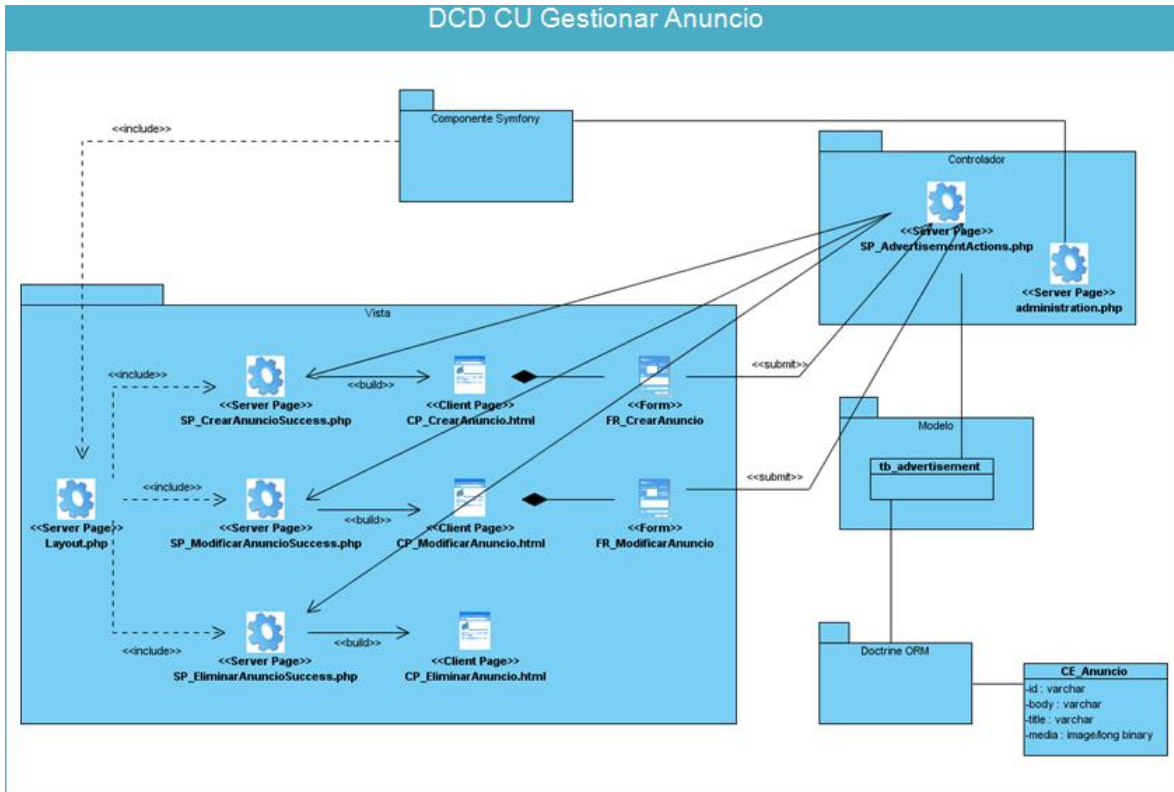 DCD CU Gestionar Anuncio
Componente Symfony
<<include>>
Controlador
<<Server Page>>
SP_AdvertisementActions.php
<<Server Page>>
administration.php
Vista
<<include>>
<<Server Page>>
SP_CrearAnuncioSuccess.php
<<build>>
<<Client Page>>
CP_CrearAnuncio.html
<<Form>>
FR_CrearAnuncio
<<submit>>
Modelo
tb_advertisement
<<Server Page>>
Layout.php
<<include>>
<<Server Page>>
SP_ModificarAnuncioSuccess.php
<<build>>
<<Client Page>>
CP_ModificarAnuncio.html
<<Form>>
FR_ModificarAnuncio
<<submit>>
<<include>>
<<Server Page>>
SP_EliminarAnuncioSuccess.php
<<build>>
<<Client Page>>
CP_EliminarAnuncio.html
Doctrine ORM
CE_Anuncio
-id : varchar
-body : varchar
-title : varchar
-media : image/long binary